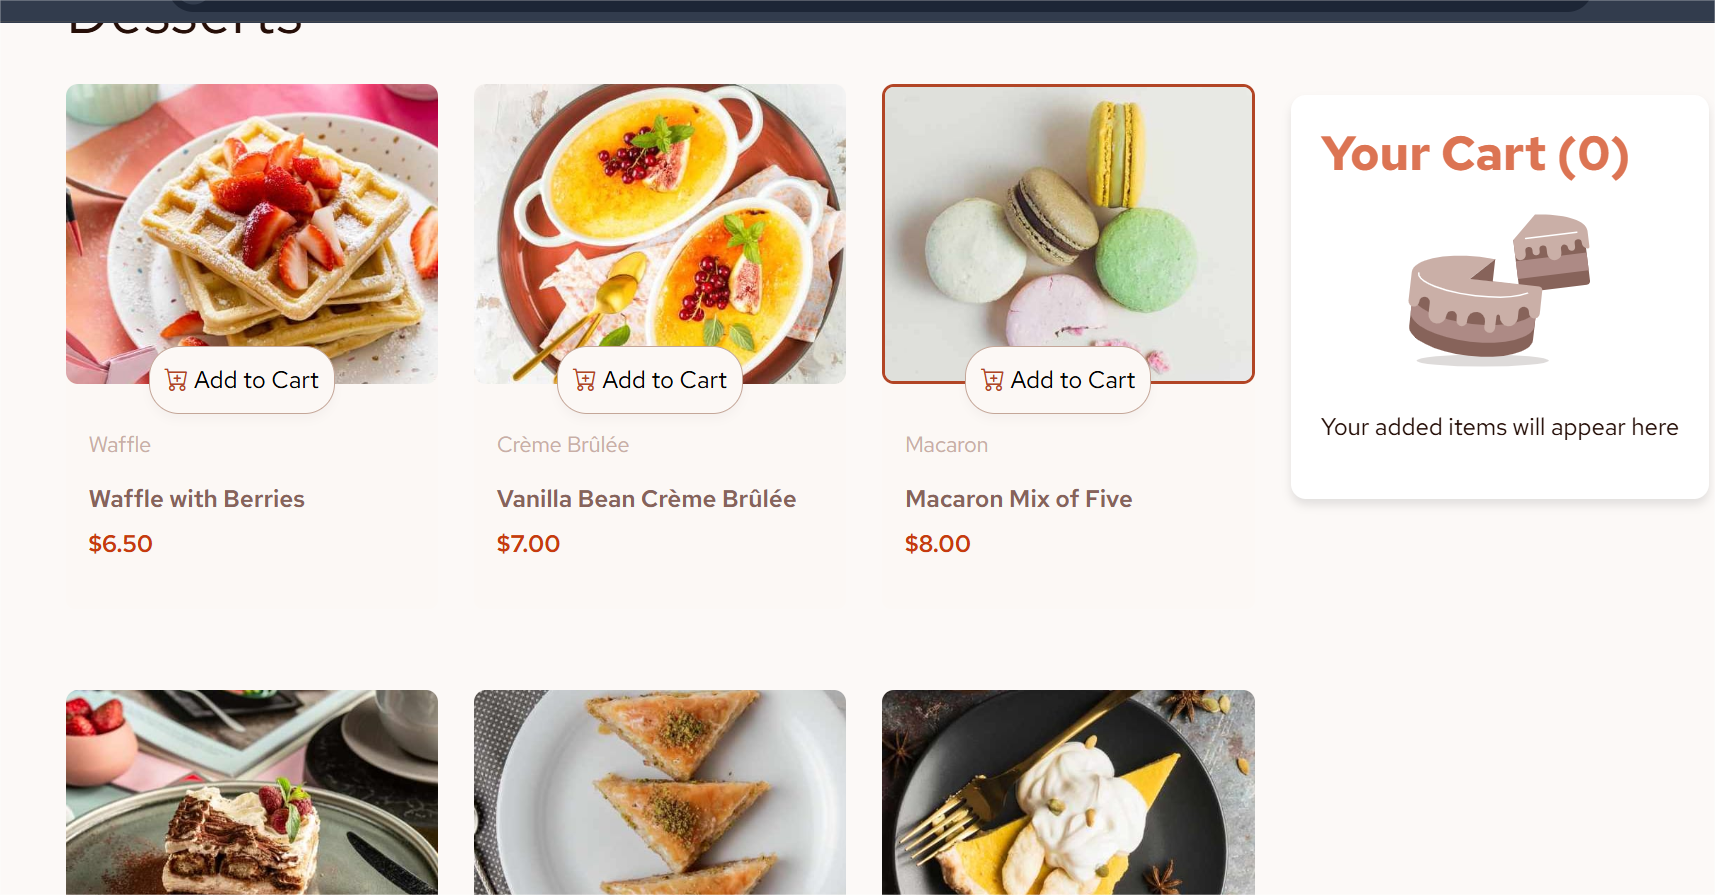 Desserts
Your Cart (0)
Add to Cart
Add to Cart
Add to Cart
Your added items will appear here
Waffle
Crème Brûlée
Macaron
Waffle with Berries
Vanilla Bean Crème Brûlée
Macaron Mix of Five
$6.50
$7.00
$8.00